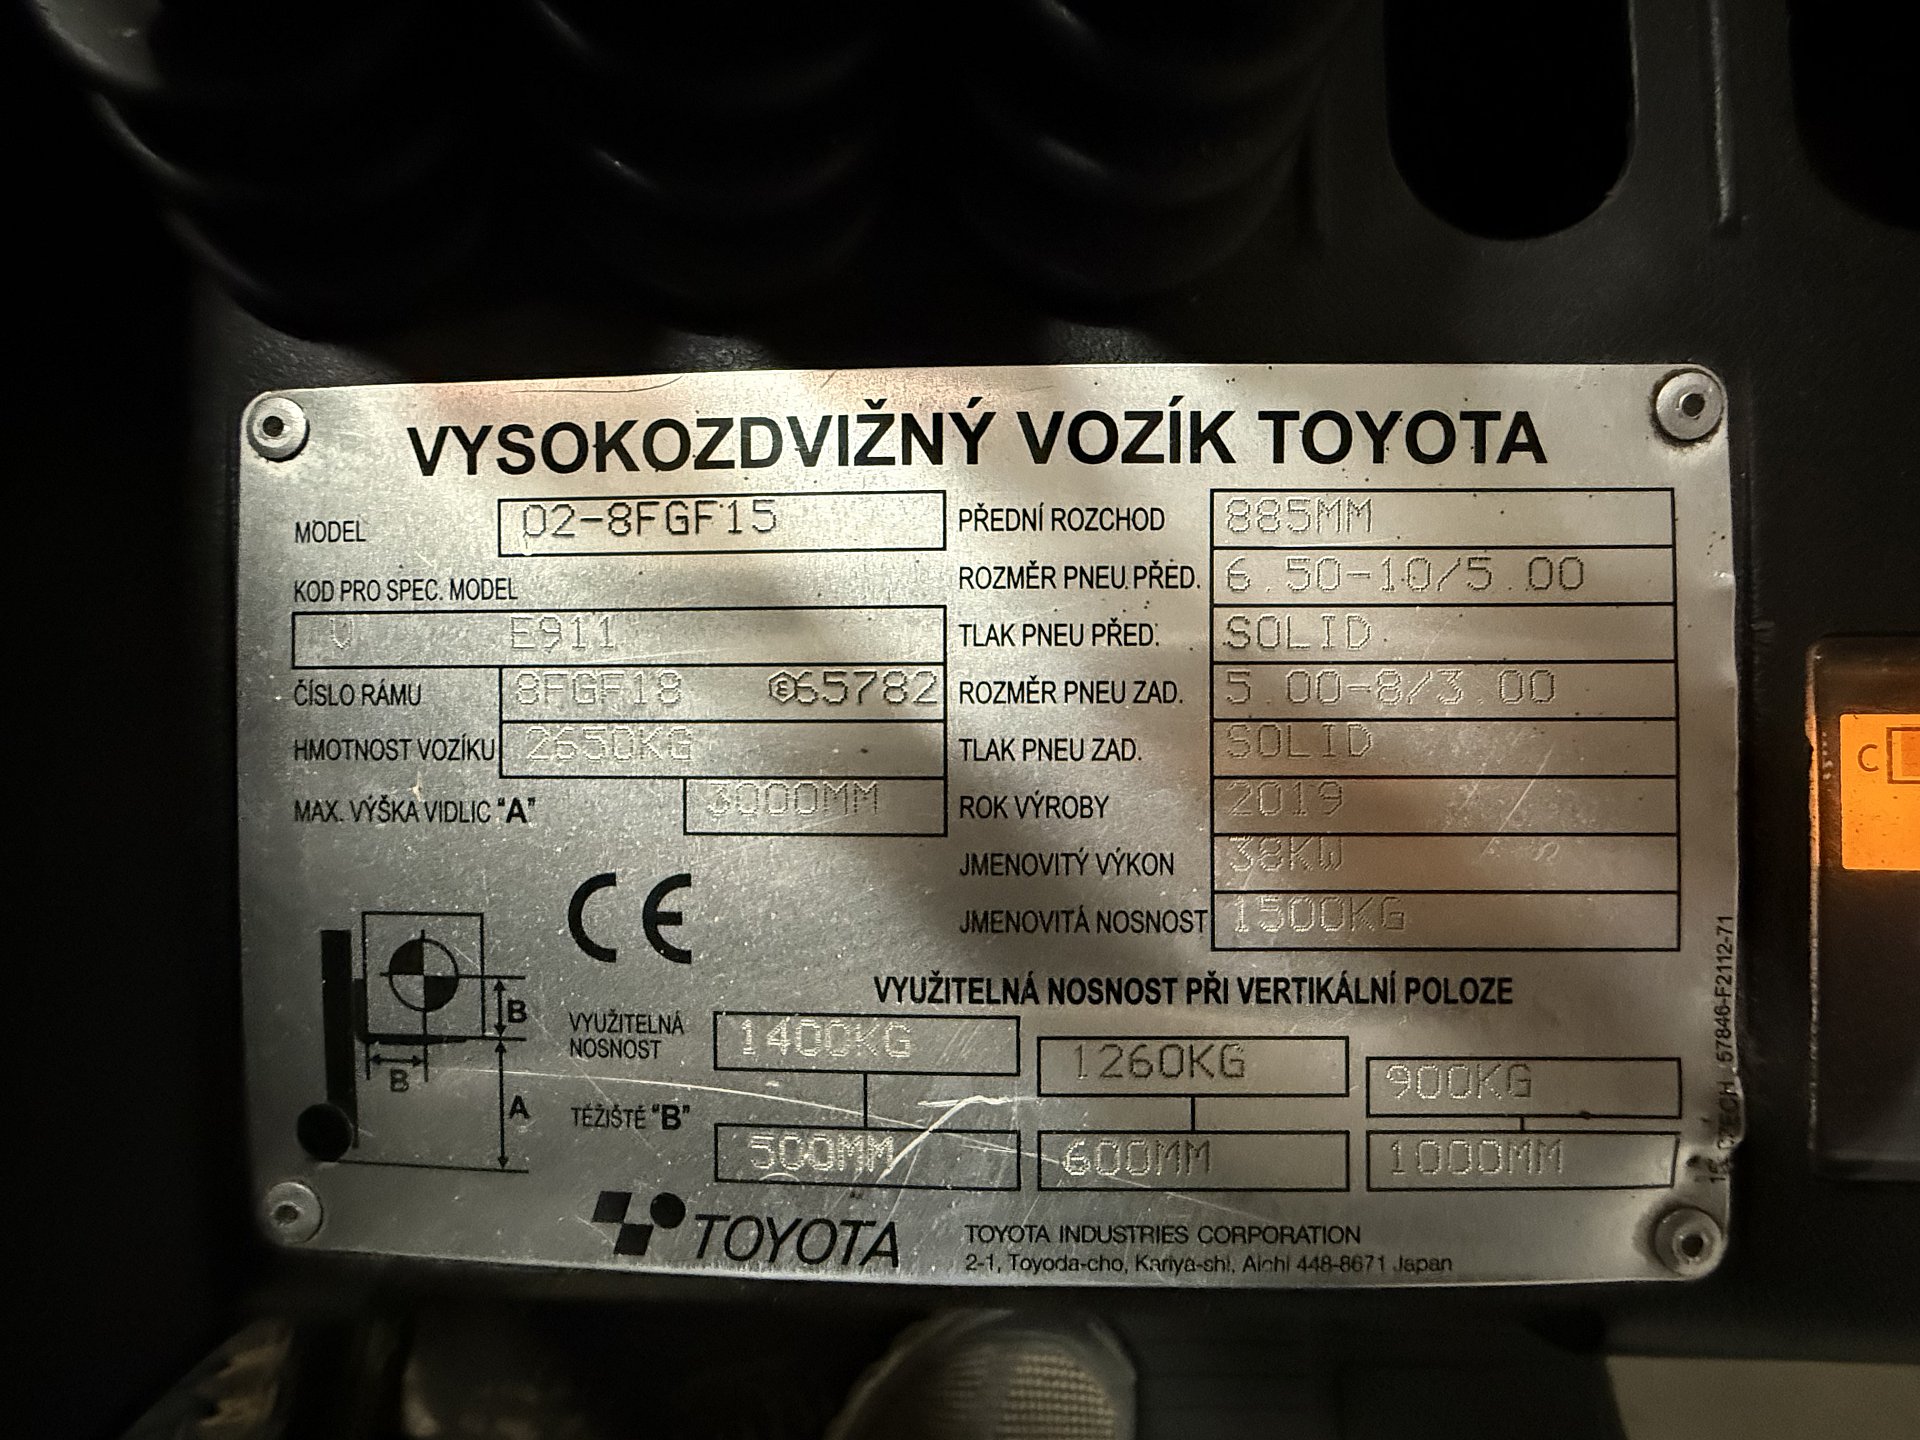 VYSOKOZDVIŽNÝ VOZÍK TOYOTA
MODEL 02-8FGF15
KOD PRO SPEC. MODEL
V E911
ČÍSLO RÁMU 8FGF18 E65782
HMOTNOST VOZÍKU 2650KG
MAX. VÝŠKA VIDLIC "A" 3000MM
PŘEDNÍ ROZCHOD 885MM
ROZMĚR PNEU PŘED. 6.50-10/5.00
TLAK PNEU PŘED. SOLID
ROZMĚR PNEU ZAD. 5.00-8/3.00
TLAK PNEU ZAD. SOLID
ROK VÝROBY 2019
JMENOVITÝ VÝKON 38KW
JMENOVITÁ NOSNOST 1500KG
CE
B
B
A
VYUŽITELNÁ NOSNOST PŘI VERTIKÁLNÍ POLOZE
VYUŽITELNÁ
NOSNOST
1400KG 1260KG 900KG
TĚŽIŠTĚ "B" 500MM 600MM 1000MM
TOYOTA
TOYOTA INDUSTRIES CORPORATION
2-1, Toyoda-cho, Kariya-shi, Aichi 448-8671 Japan
CZECH 57846-F2112-71
C